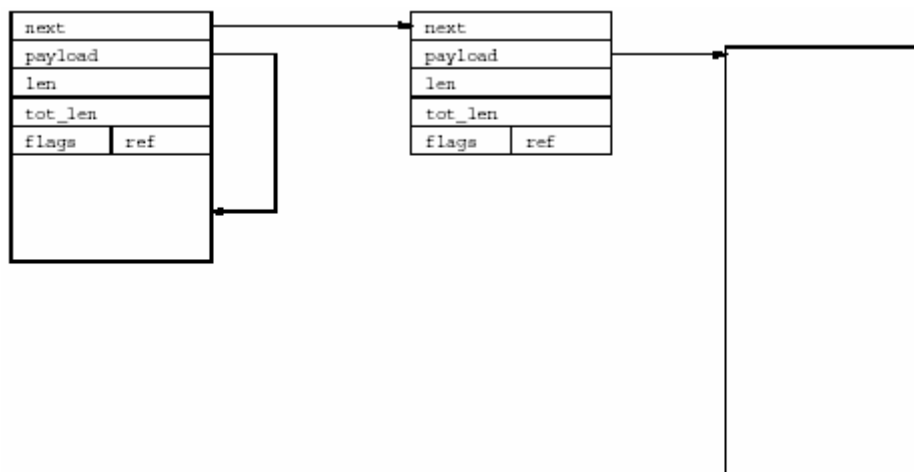 next
payload
len
tot_len
flags ref
next
payload
len
tot_len
flags ref